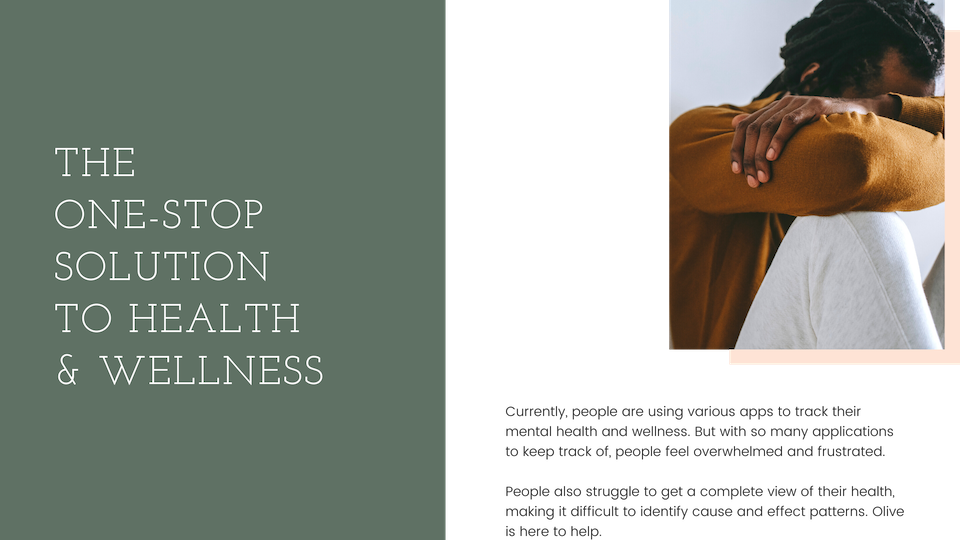 THE
ONE-STOP
SOLUTION
TO HEALTH
& WELLNESS
Currently, people are using various apps to track their
mental health and wellness. But with so many applications
to keep track of, people feel overwhelmed and frustrated.
People also struggle to get a complete view of their health,
making it difficult to identify cause and effect patterns. Olive
is here to help.